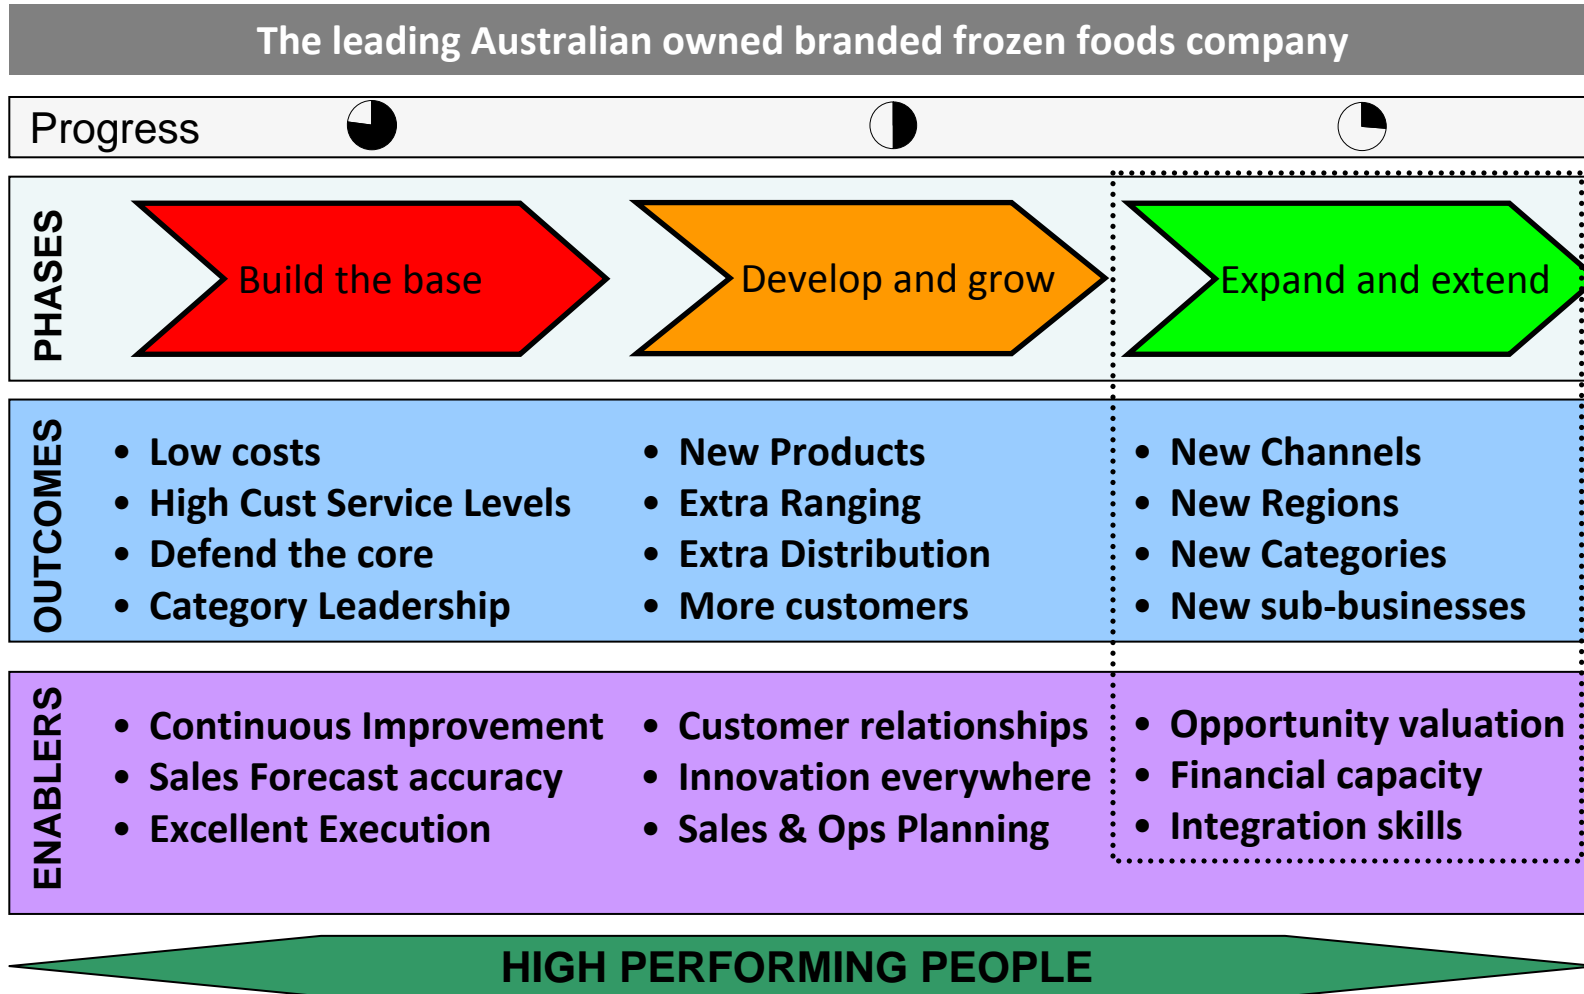 The leading Australian owned branded frozen foods company
Progress
PHASES
Build the base
Develop and grow
Expand and extend
OUTCOMES
• Low costs
• High Cust Service Levels
• Defend the core
• Category Leadership
• New Products
• Extra Ranging
• Extra Distribution
• More customers
• New Channels
• New Regions
• New Categories
• New sub-businesses
ENABLERS
• Continuous Improvement
• Sales Forecast accuracy
• Excellent Execution
• Customer relationships
• Innovation everywhere
• Sales & Ops Planning
• Opportunity valuation
• Financial capacity
• Integration skills
HIGH PERFORMING PEOPLE